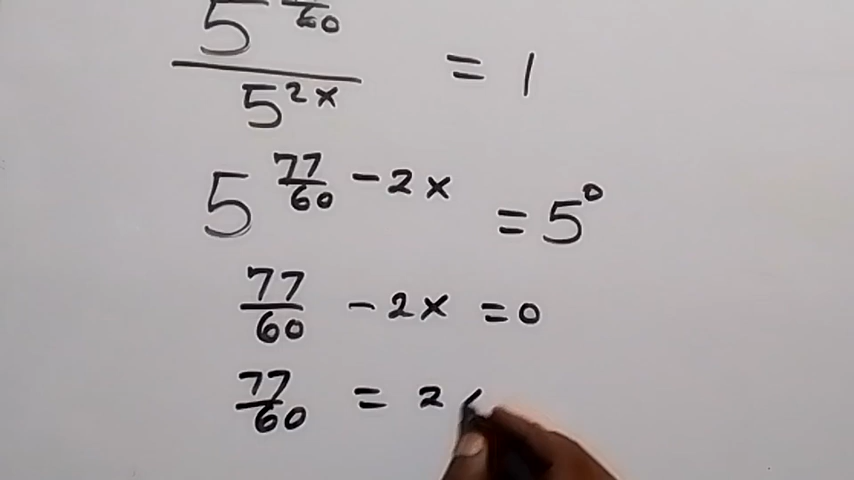 5^(77/60) / 5^(2x) = 1
5^(77/60 - 2x) = 5^0
77/60 - 2x = 0
77/60 = 2